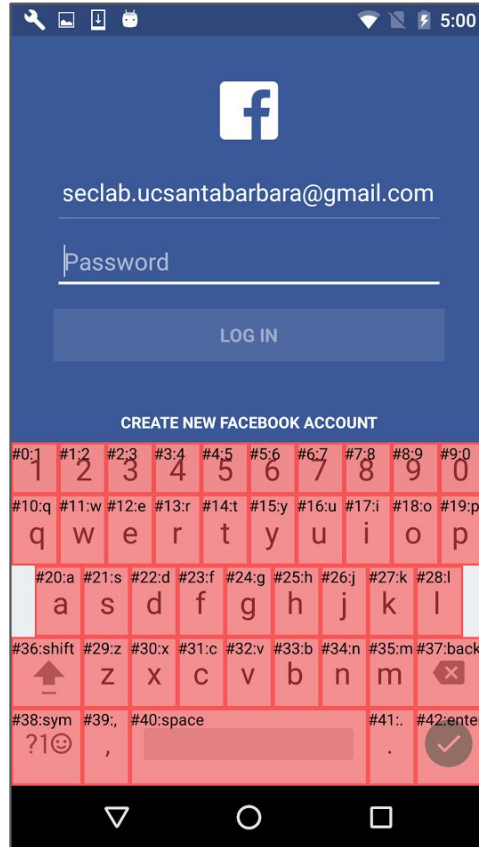 5:00
f
seclab.ucsantabarbara@gmail.com
Password
LOG IN
CREATE NEW FACEBOOK ACCOUNT
#0:1 #1:2 #2:3 #3:4 #4:5 #5:6 #6:7 #7:8 #8:9 #9:0
1 2 3 4 5 6 7 8 9 0
#10:q #11:w #12:e #13:r #14:t #15:y #16:u #17:i #18:o #19:p
q w e r t y u i o p
#20:a #21:s #22:d #23:f #24:g #25:h #26:j #27:k #28:l
a s d f g h j k l
#36:shift #29:z #30:x #31:c #32:v #33:b #34:n #35:m #37:back
z x c v b n m
#38:sym #39:, #40:space #41:. #42:ente
?1☺ , .